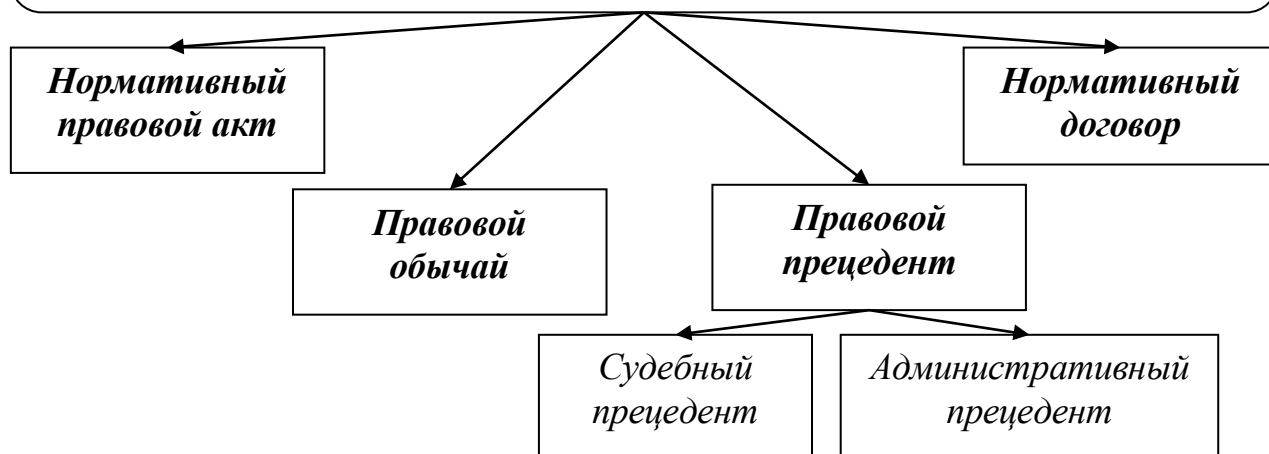 Нормативный
правовой акт
Нормативный
договор
Правовой
обычай
Правовой
прецедент
Судебный
прецедент
Административный
прецедент